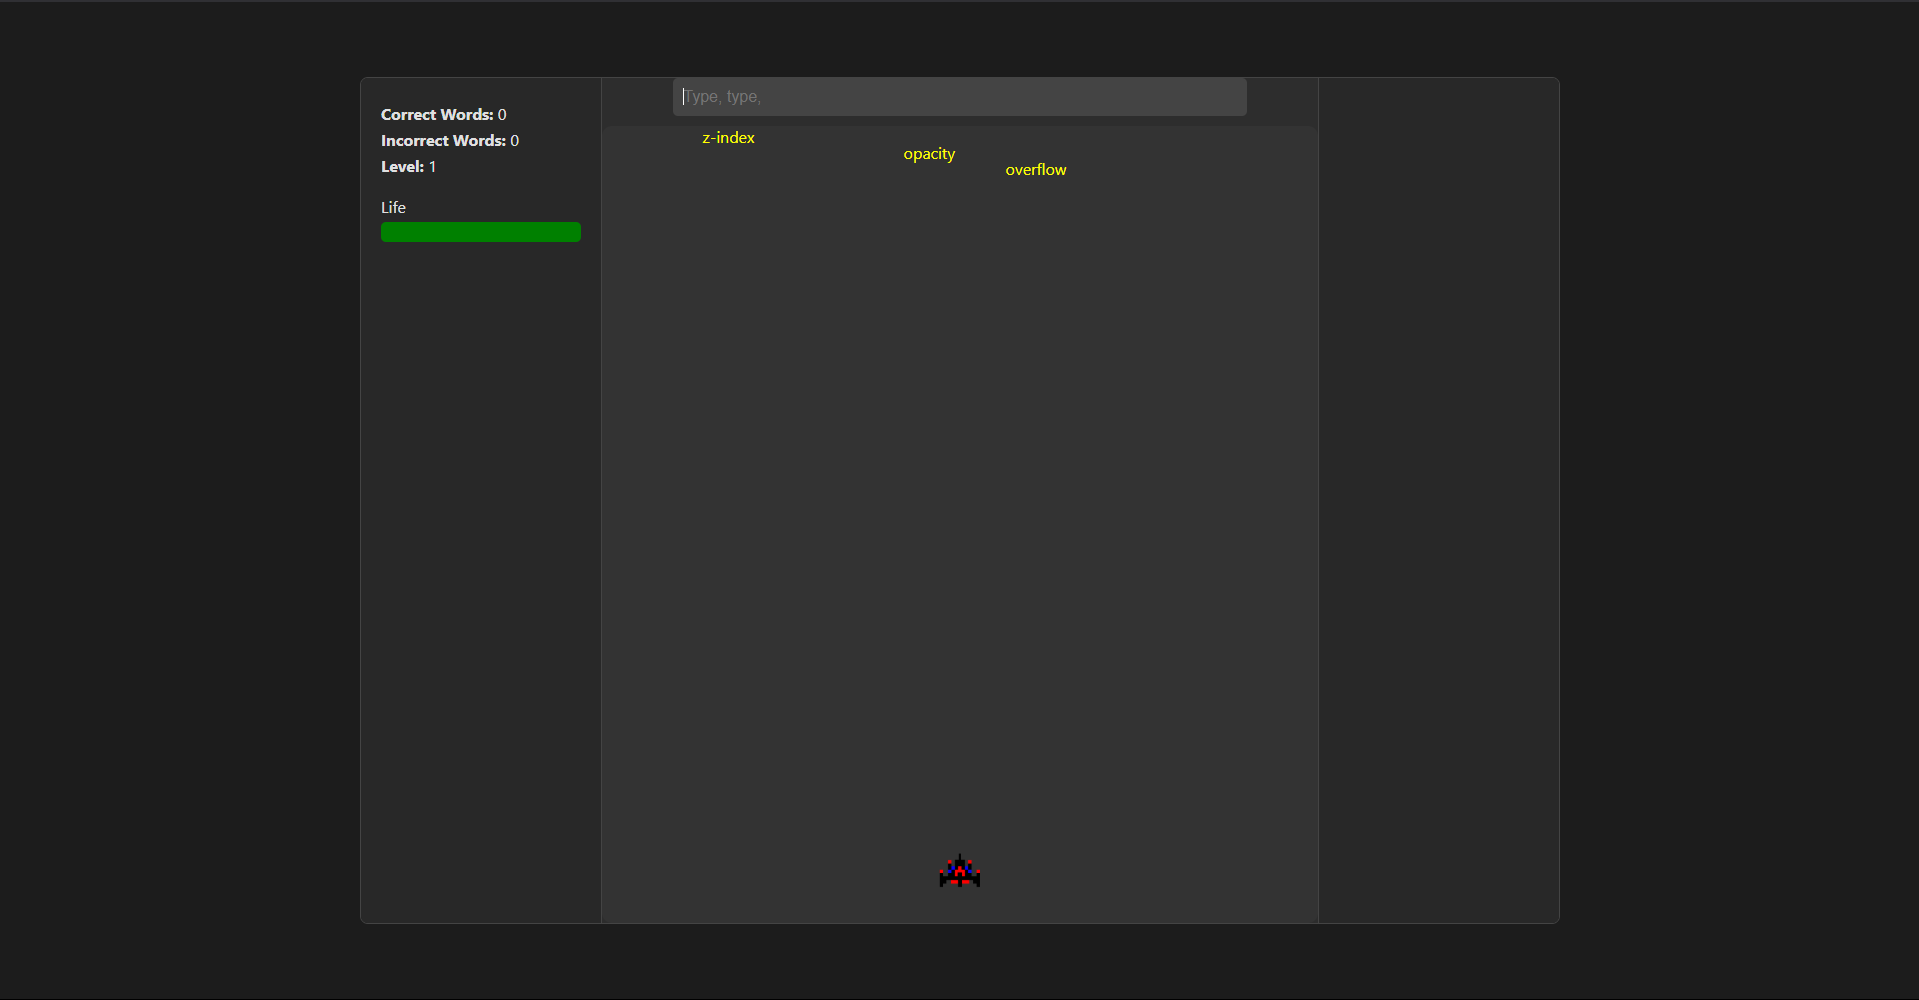 Correct Words: 0
Incorrect Words: 0
Level: 1
Life
Type, type,
z-index
opacity
overflow